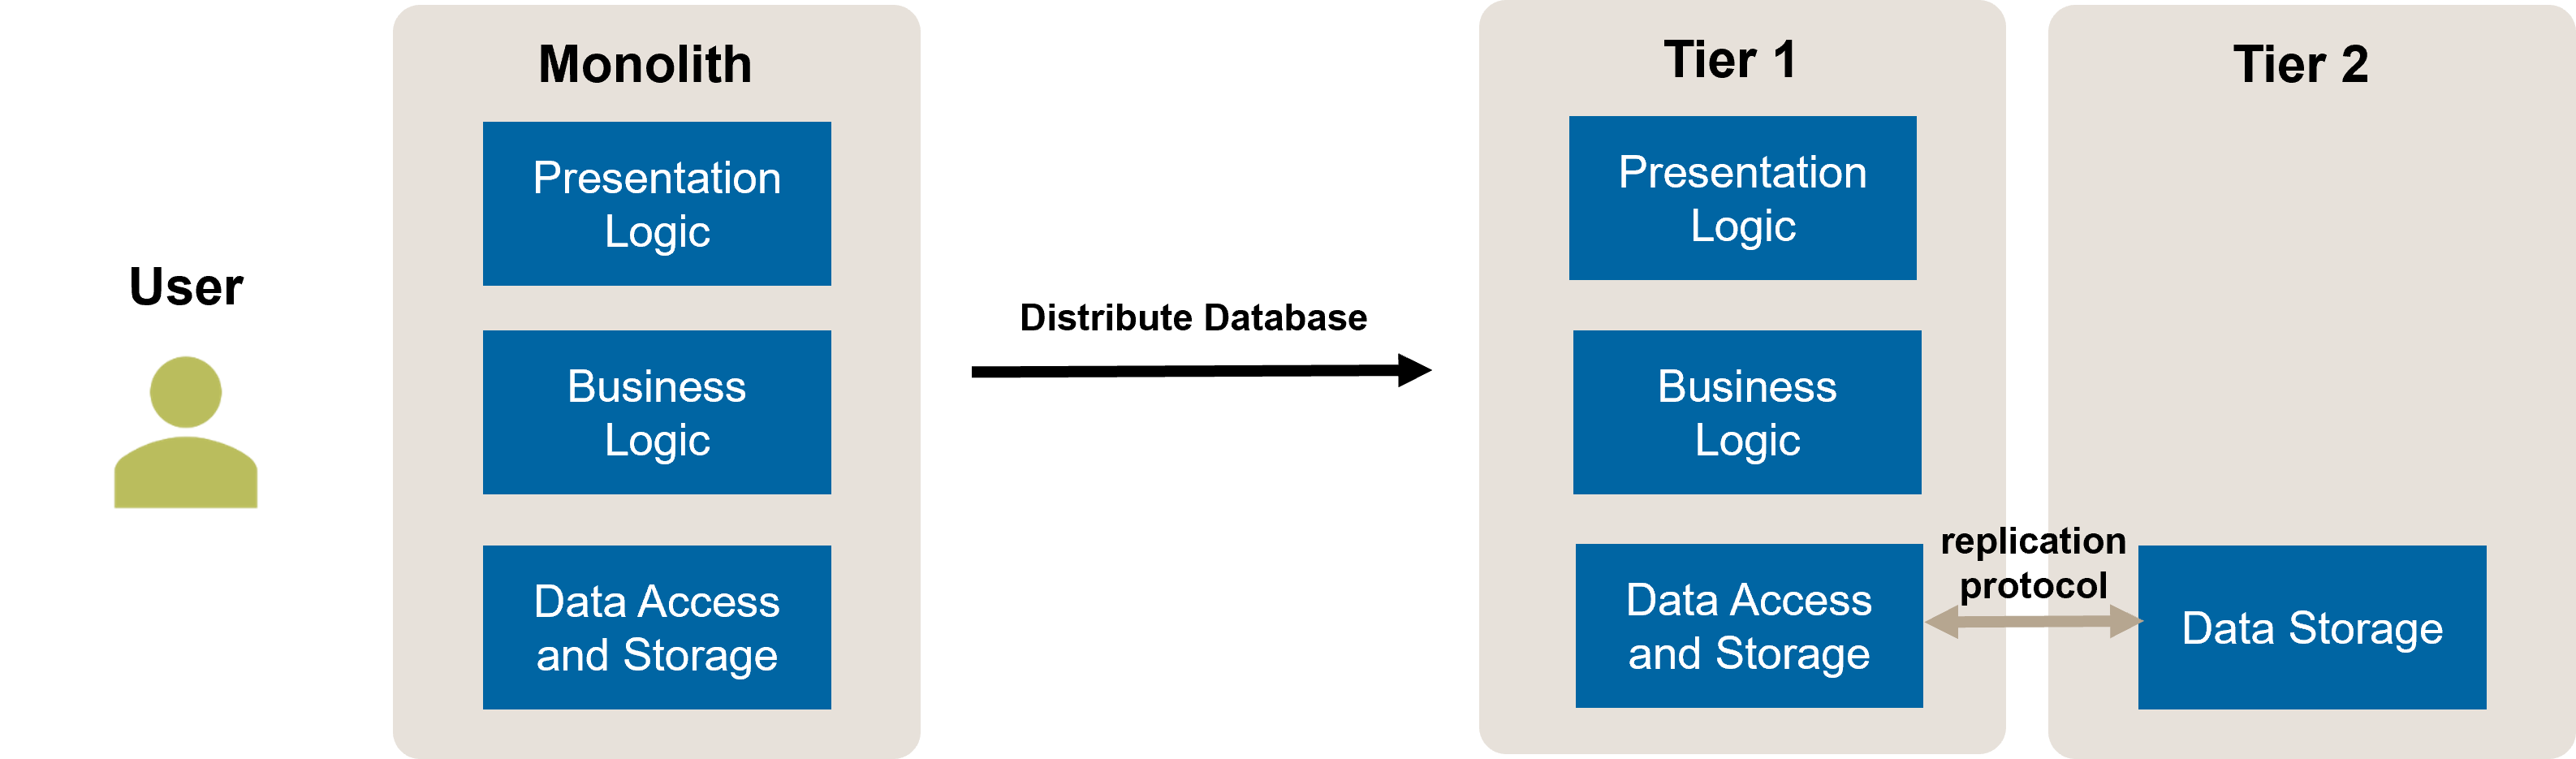 User
Monolith
Presentation
Logic
Business
Logic
Data Access
and Storage
Distribute Database
Tier 1
Presentation
Logic
Business
Logic
Data Access
and Storage
replication
protocol
Tier 2
Data Storage